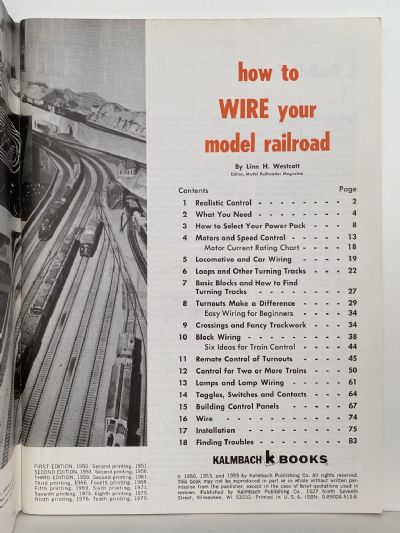 how to
WIRE your
model railroad
By Linn H. Westcott
Editor, Model Railroader Magazine
Contents Page
1 Realistic Control - - - - - - - - 2
2 What You Need - - - - - - - - 4
3 How to Select Your Power Pack - - - 8
4 Motors and Speed Control - - - - - 13
Motor Current Rating Chart - - - - 18
5 Locomotive and Car Wiring - - - - 19
6 Loops and Other Turning Tracks - - - 22
7 Basic Blocks and How to Find
Turning Tracks - - - - - - - 27
8 Turnouts Make a Difference - - - - 29
Easy Wiring for Beginners - - - - 34
9 Crossings and Fancy Trackwork - - - 34
10 Block Wiring - - - - - - - - 38
Six Ideas for Train Control - - - - 44
11 Remote Control of Turnouts - - - - 45
12 Control for Two or More Trains - - - 50
13 Lamps and Lamp Wiring - - - - - 61
14 Toggles, Switches and Contacts - - - 64
15 Building Control Panels - - - - - 67
16 Wire - - - - - - - - - - 74
17 Installation - - - - - - - - 75
18 Finding Troubles - - - - - - - 83
KALMBACH k BOOKS
FIRST EDITION, 1950. Second printing, 1951.
SECOND EDITION, 1953. Second printing, 1956.
THIRD EDITION, 1959. Second printing, 1961.
Third printing, 1966. Fourth printing, 1968.
Fifth printing, 1969. Sixth printing, 1971.
Seventh printing, 1973. Eighth printing, 1975.
Ninth printing, 1976. Tenth printing, 1979.
© 1950, 1953, and 1959 by Kalmbach Publishing Co. All rights reserved.
This book may not be reproduced in part or in whole without written per-
mission from the publisher, except in the case of brief quotations used in
reviews. Published by Kalmbach Publishing Co., 1027 North Seventh
Street, Milwaukee, WI 53233. Printed in U. S. A. ISBN: 0-89024-516-8.